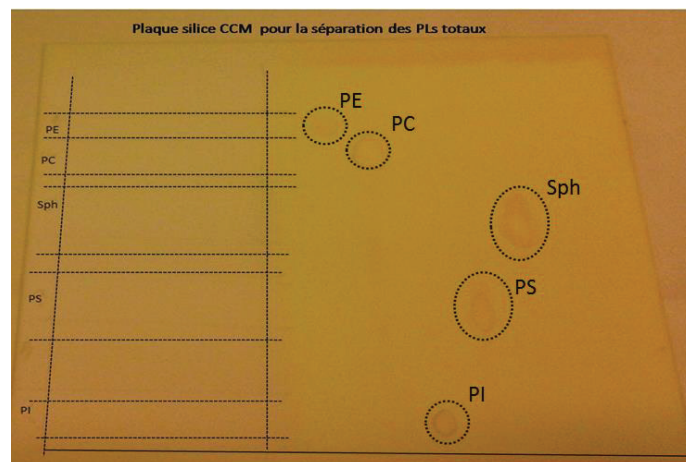 Plaque silice CCM pour la séparation des PLs totaux
PE
PC
PE
PC
Sph
Sph
PS
PS
PI
PI